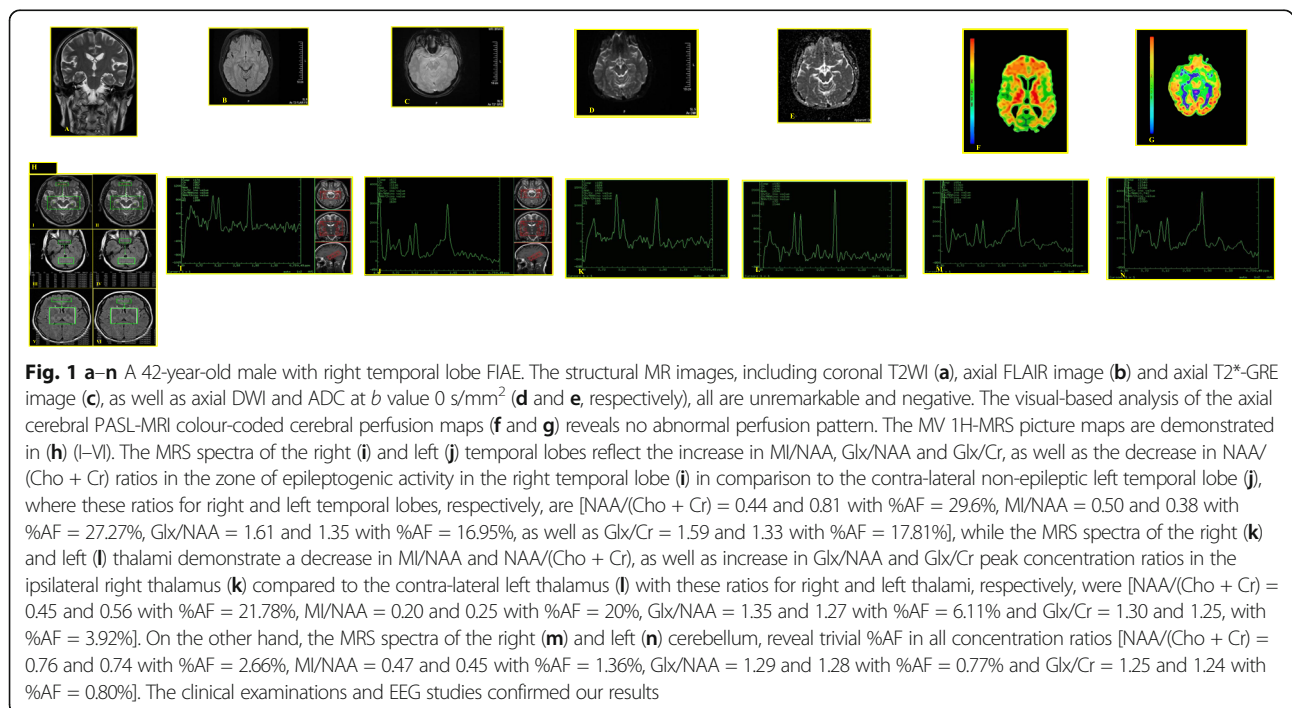 A
B
C
D
E
F
G
H
I
II
III
V
VI
I
J
K
L
M
N
Fig. 1 a–n A 42-year-old male with right temporal lobe FIAE. The structural MR images, including coronal T2WI (a), axial FLAIR image (b) and axial T2*-GRE
image (c), as well as axial DWI and ADC at b value 0 s/mm² (d and e, respectively), all are unremarkable and negative. The visual-based analysis of the axial
cerebral PASL-MRI colour-coded cerebral perfusion maps (f and g) reveals no abnormal perfusion pattern. The MV 1H-MRS picture maps are demonstrated
in (h) (I–VI). The MRS spectra of the right (i) and left (j) temporal lobes reflect the increase in MI/NAA, Glx/NAA and Glx/Cr, as well as the decrease in NAA/
(Cho + Cr) ratios in the zone of epileptogenic activity in the right temporal lobe (i) in comparison to the contra-lateral non-epileptic left temporal lobe (j),
where these ratios for right and left temporal lobes, respectively, are [NAA/(Cho + Cr) = 0.44 and 0.81 with %AF = 29.6%, MI/NAA = 0.50 and 0.38 with
%AF = 27.27%, Glx/NAA = 1.61 and 1.35 with %AF = 16.95%, as well as Glx/Cr = 1.59 and 1.33 with %AF = 17.81%], while the MRS spectra of the right (k)
and left (l) thalami demonstrate a decrease in MI/NAA and NAA/(Cho + Cr), as well as increase in Glx/NAA and Glx/Cr peak concentration ratios in the
ipsilateral right thalamus (k) compared to the contra-lateral left thalamus (l) with these ratios for right and left thalami, respectively, were [NAA/(Cho + Cr) =
0.45 and 0.56 with %AF = 21.78%, MI/NAA = 0.20 and 0.25 with %AF = 20%, Glx/NAA = 1.35 and 1.27 with %AF = 6.11% and Glx/Cr = 1.30 and 1.25, with
%AF = 3.92%]. On the other hand, the MRS spectra of the right (m) and left (n) cerebellum, reveal trivial %AF in all concentration ratios [NAA/(Cho + Cr) =
0.76 and 0.74 with %AF = 2.66%, MI/NAA = 0.47 and 0.45 with %AF = 1.36%, Glx/NAA = 1.29 and 1.28 with %AF = 0.77% and Glx/Cr = 1.25 and 1.24 with
%AF = 0.80%]. The clinical examinations and EEG studies confirmed our results